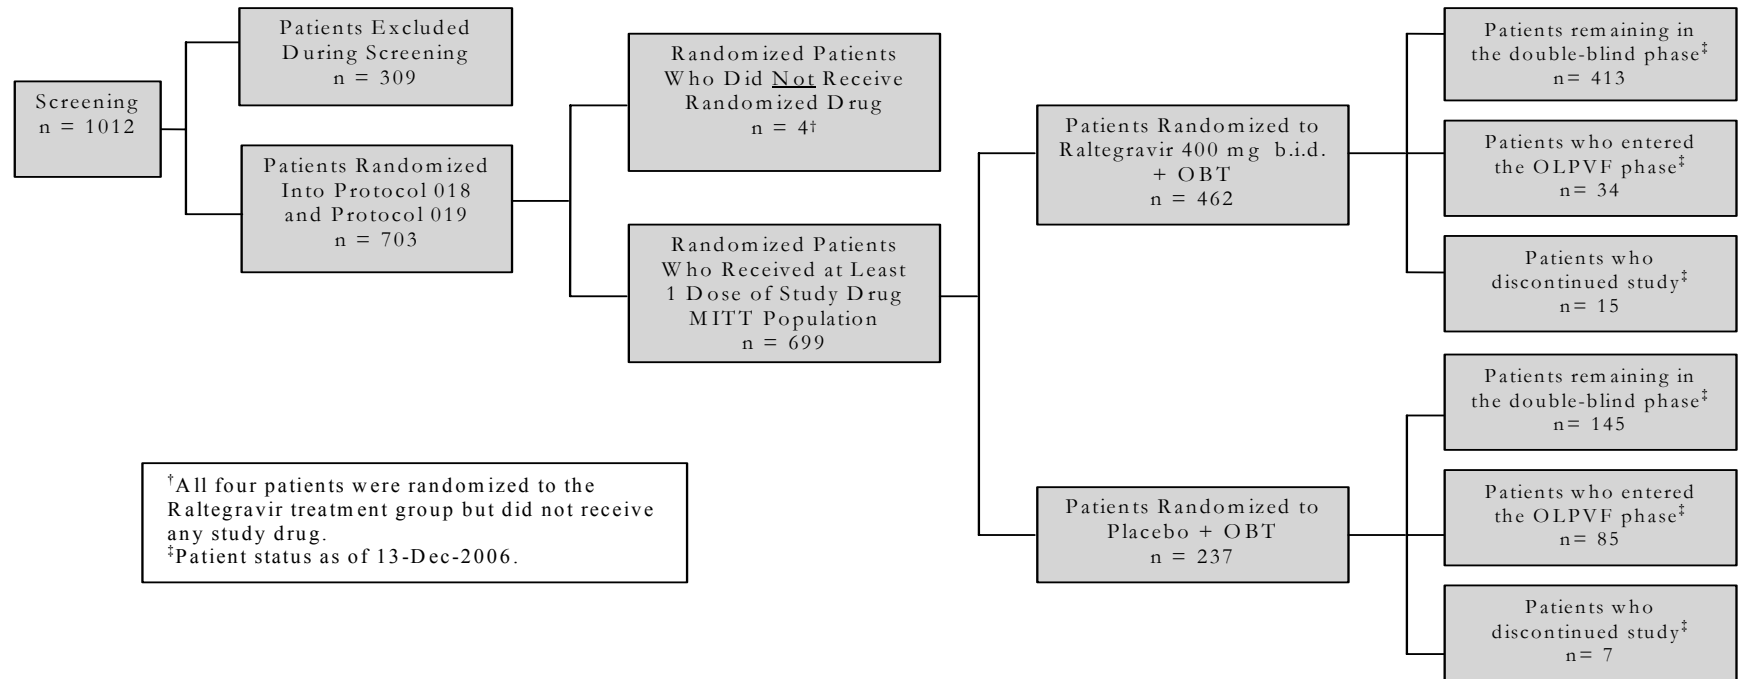 Screening
n = 1012
Patients Excluded
During Screening
n = 309
Patients Randomized
Into Protocol 018
and Protocol 019
n = 703
Randomized Patients
Who Did Not Receive
Randomized Drug
n = 4†
Randomized Patients
Who Received at Least
1 Dose of Study Drug
MITT Population
n = 699
Patients Randomized to
Raltegravir 400 mg b.i.d.
+ OBT
n = 462
Patients remaining in
the double-blind phase‡
n= 413
Patients who entered
the OLPVF phase‡
n= 34
Patients who
discontinued study‡
n= 15
Patients Randomized to
Placebo + OBT
n = 237
Patients remaining in
the double-blind phase‡
n= 145
Patients who entered
the OLPVF phase‡
n= 85
Patients who
discontinued study‡
n= 7
†All four patients were randomized to the
Raltegravir treatment group but did not receive
any study drug.
‡Patient status as of 13-Dec-2006.